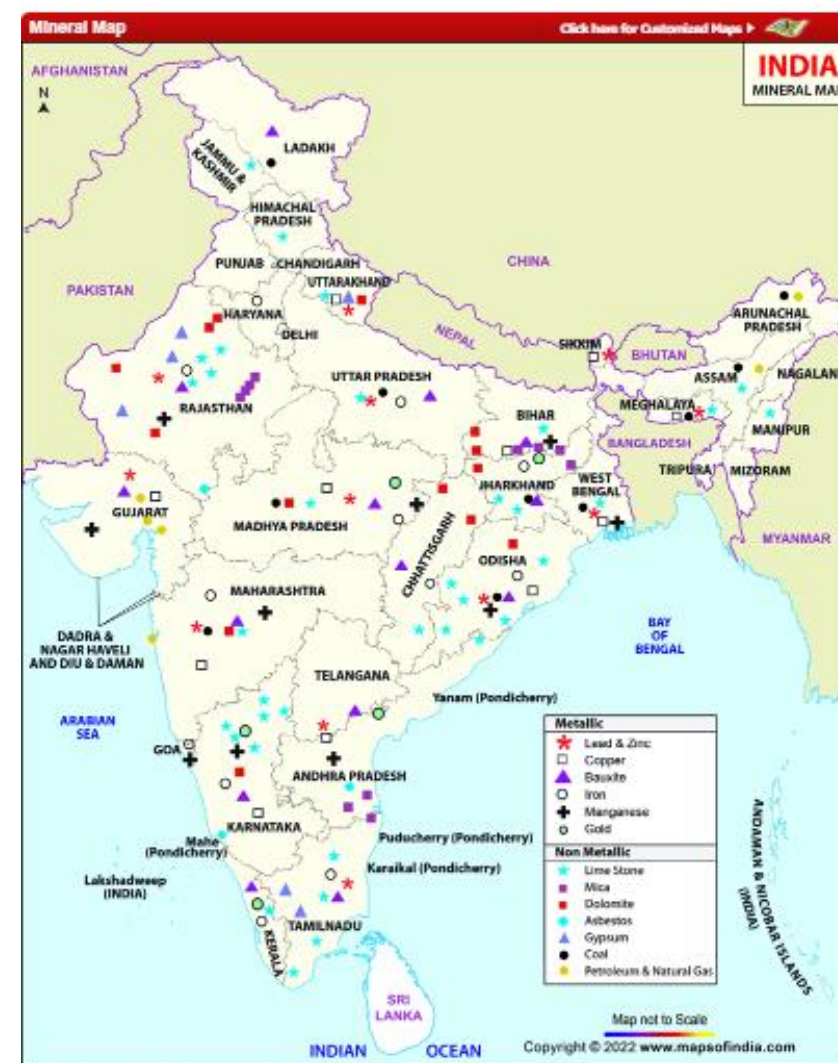 Mineral Map
Click here for Customized Maps
INDIA
MINERAL MA
AFGHANISTAN
N
LADAKH
JAMMU &
KASHMIR
HIMACHAL
PRADESH
CHINA
PUNJAB
CHANDIGARH
UTTARAKHAND
PAKISTAN
HARYANA
DELHI
NEPAL
ARUNACHAL
PRADESH
SIKKIM
BHUTAN
ASSAM
NAGALAN
UTTAR PRADESH
RAJASTHAN
BIHAR
MEGHALAYA
MANIPUR
BANGLADESH
TRIPURA
MIZORAM
JHARKHAND
WEST
BENGAL
GUJARAT
MADHYA PRADESH
CHHATTISGARH
MYANMAR
ODISHA
MAHARASHTRA
DADRA &
NAGAR HAVELI
AND DIU & DAMAN
BAY
OF
BENGAL
TELANGANA
Yanam (Pondicherry)
ARABIAN
SEA
GOA
ANDHRA PRADESH
KARNATAKA
Mahe
(Pondicherry)
Puducherry (Pondicherry)
Karaikal (Pondicherry)
Lakshadweep
(INDIA)
TAMILNADU
KERALA
SRI
LANKA
INDIAN
OCEAN
Metallic
Lead & Zinc
Copper
Bauxite
Iron
Manganese
Gold
Non Metallic
Lime Stone
Mica
Dolomite
Asbestos
Gypsum
Coal
Petroleum & Natural Gas
ANDAMAN & NICOBAR ISLANDS
(INDIA)
Map not to Scale
Copyright © 2022 www.mapsofindia.com